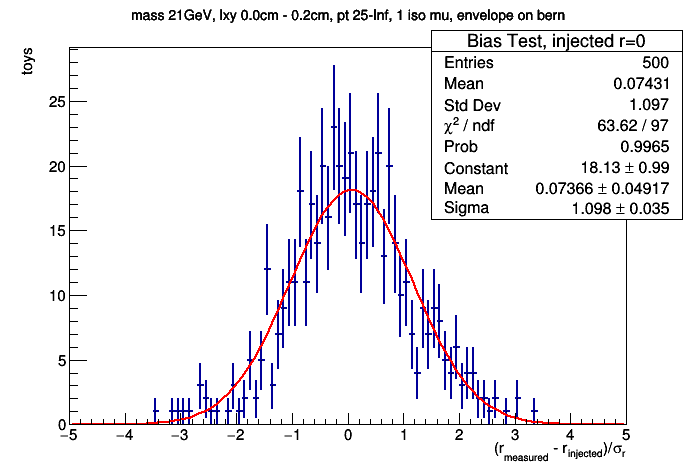 mass 21GeV, lxy 0.0cm - 0.2cm, pt 25-Inf, 1 iso mu, envelope on bern
toys
Bias Test, injected r=0
Entries 500
Mean 0.07431
Std Dev 1.097
χ² / ndf 63.62 / 97
Prob 0.9965
Constant 18.13 ± 0.99
Mean 0.07366 ± 0.04917
Sigma 1.098 ± 0.035
25
20
15
10
5
0
−5 −4 −3 −2 −1 0 1 2 3 4 5
(r_measured - r_injected)/σ_r